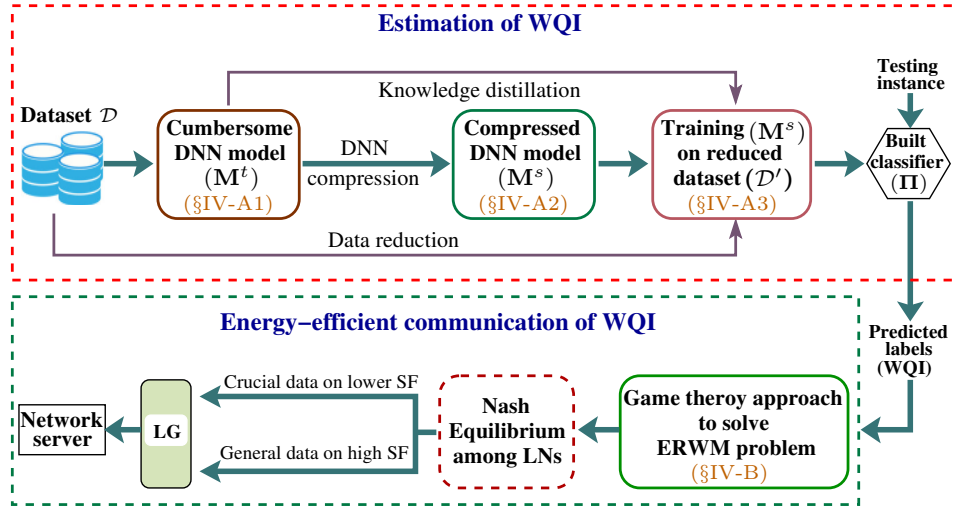 Estimation of WQI
Knowledge distillation
Testing
instance
Dataset 𝒟
Cumbersome
DNN model
(Mᵗ)
(§IV-A1)
DNN
compression
Compressed
DNN model
(Mˢ)
(§IV-A2)
Training (Mˢ)
on reduced
dataset (𝒟′)
(§IV-A3)
Built
classifier
(Π)
Data reduction
Energy−efficient communication of WQI
Predicted
labels
(WQI)
Network
server
LG
Crucial data on lower SF
General data on high SF
Nash
Equilibrium
among LNs
Game theroy approach
to solve
ERWM problem
(§IV-B)